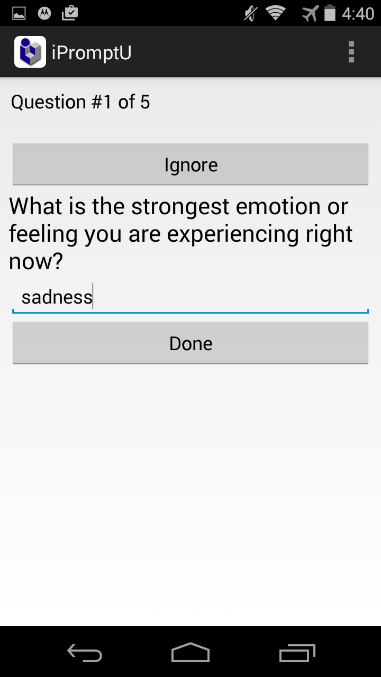 4:40
iPromptU
Question #1 of 5
Ignore
What is the strongest emotion or
feeling you are experiencing right
now?
sadness
Done